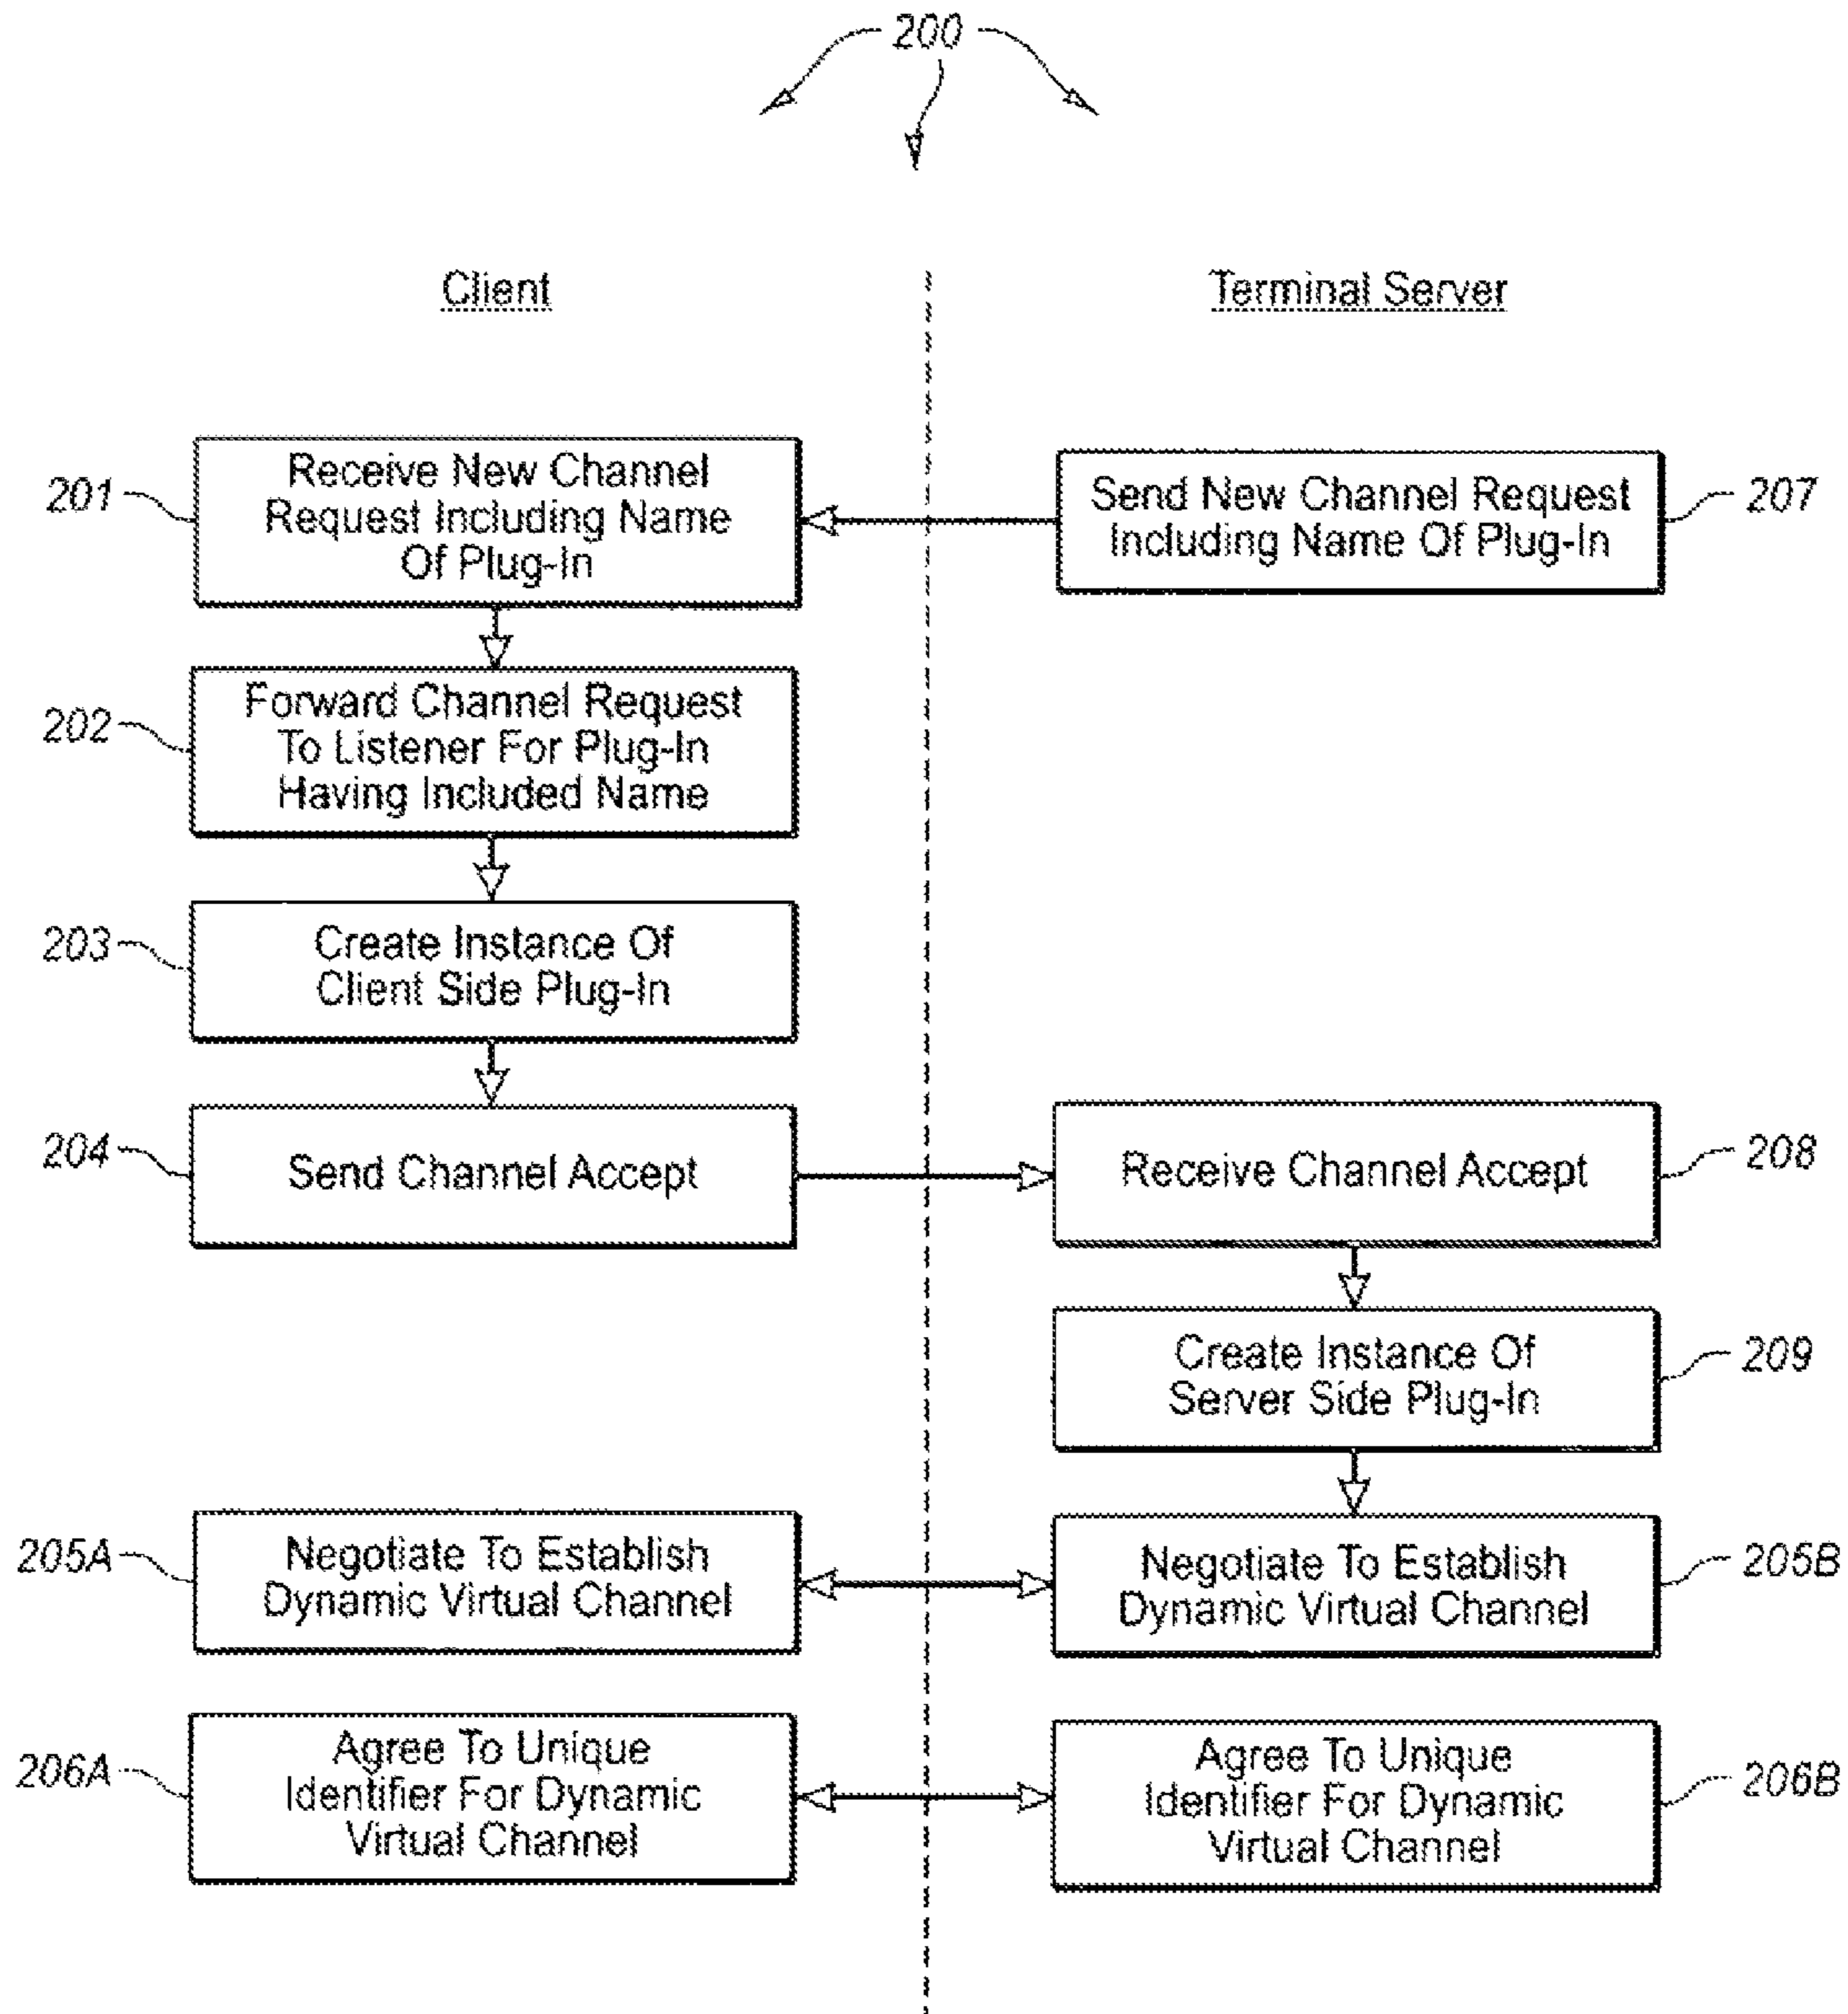 200
Client
Terminal Server
201
Receive New Channel
Request Including Name
Of Plug-In
Send New Channel Request
Including Name Of Plug-In
207
202
Forward Channel Request
To Listener For Plug-In
Having Included Name
203
Create Instance Of
Client Side Plug-In
204
Send Channel Accept
Receive Channel Accept
208
Create Instance Of
Server Side Plug-In
209
205A
Negotiate To Establish
Dynamic Virtual Channel
Negotiate To Establish
Dynamic Virtual Channel
205B
206A
Agree To Unique
Identifier For Dynamic
Virtual Channel
Agree To Unique
Identifier For Dynamic
Virtual Channel
206B